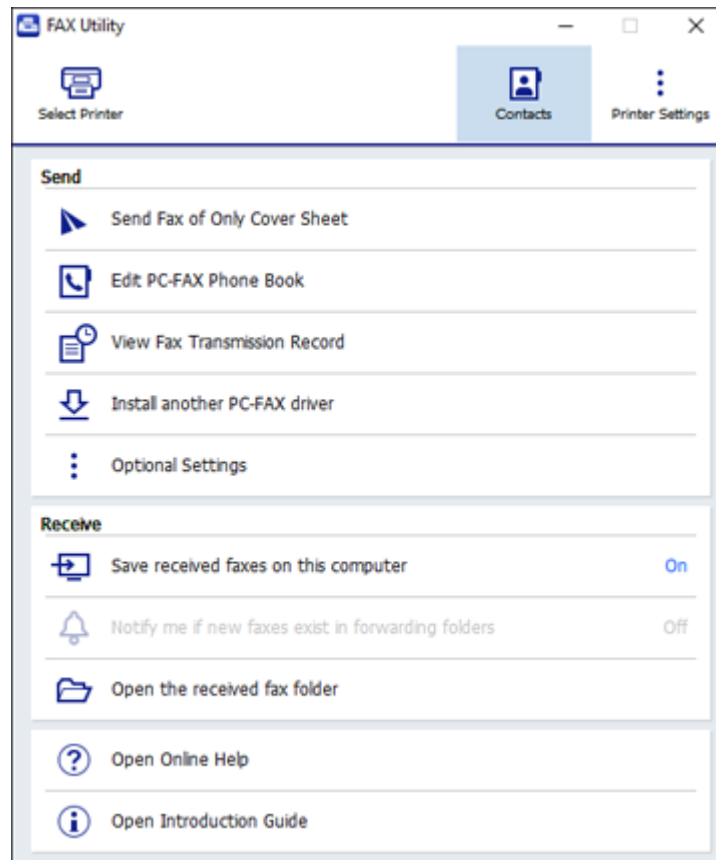 FAX Utility
Select Printer
Contacts
Printer Settings
Send
Send Fax of Only Cover Sheet
Edit PC-FAX Phone Book
View Fax Transmission Record
Install another PC-FAX driver
Optional Settings
Receive
Save received faxes on this computer On
Notify me if new faxes exist in forwarding folders Off
Open the received fax folder
Open Online Help
Open Introduction Guide